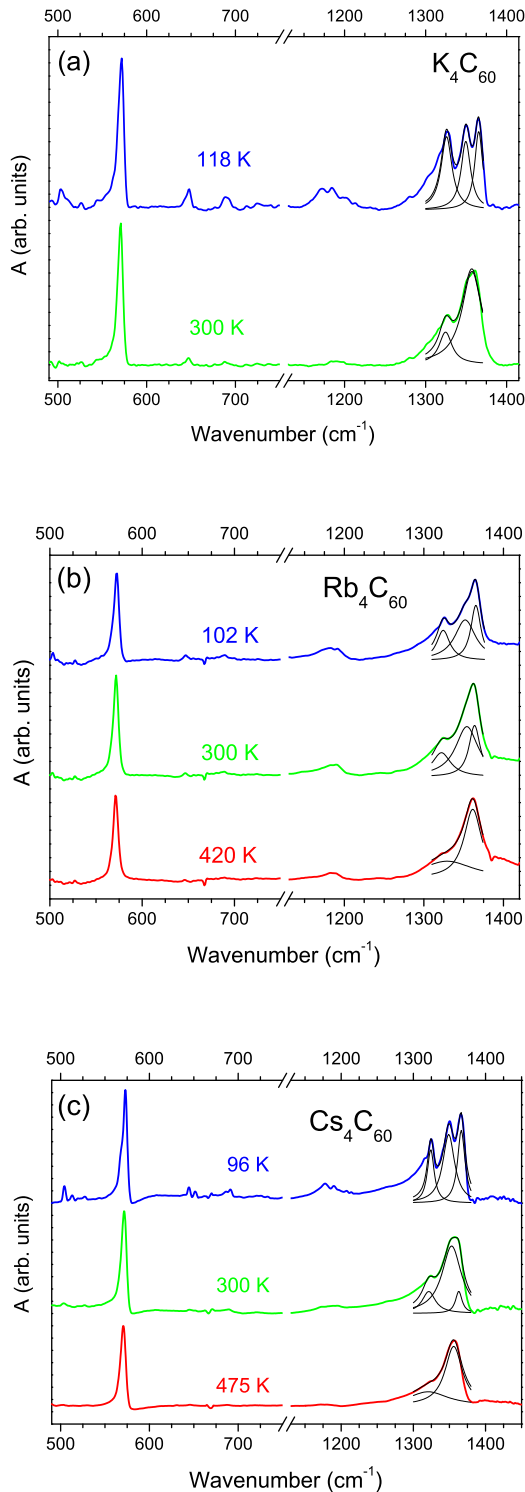 500 600 700 1200 1300 1400
(a)
K4C60
118 K
300 K
A (arb. units)
500 600 700 1200 1300 1400
Wavenumber (cm-1)
500 600 700 1200 1300 1400
(b)
Rb4C60
102 K
300 K
420 K
A (arb. units)
500 600 700 1200 1300 1400
Wavenumber (cm-1)
500 600 700 1200 1300 1400
(c)
Cs4C60
96 K
300 K
475 K
A (arb. units)
500 600 700 1200 1300 1400
Wavenumber (cm-1)